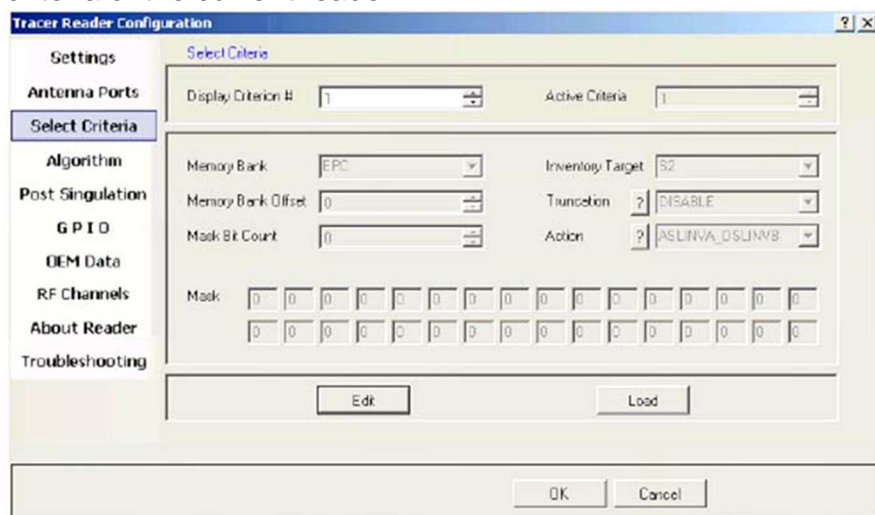 Tracer Reader Configuration
Settings
Antenna Ports
Select Criteria
Algorithm
Post Singulation
G P I O
OEM Data
RF Channels
About Reader
Troubleshooting
Select Criteria
Display Criterion # 1
Active Criteria 1
Memory Bank EPC
Inventory Target S2
Memory Bank Offset 0
Truncation ? DISABLE
Mask Bit Count 0
Action ? ASLINVA_DSLINVB
Mask 0 0 0 0 0 0 0 0 0 0 0 0 0 0 0 0
0 0 0 0 0 0 0 0 0 0 0 0 0 0 0 0
Edit Load
OK Cancel